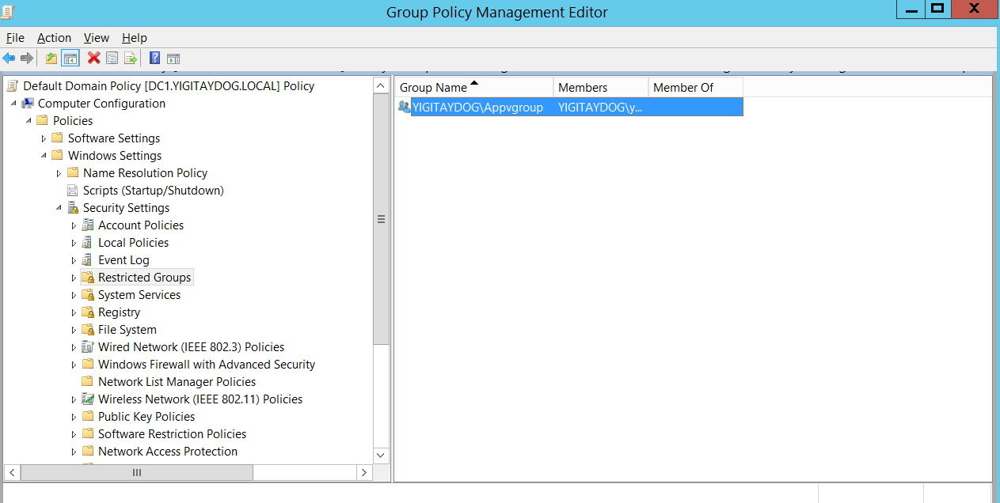 Group Policy Management Editor
File Action View Help
Default Domain Policy [DC1.YIGITAYDOG.LOCAL] Policy
Computer Configuration
Policies
Software Settings
Windows Settings
Name Resolution Policy
Scripts (Startup/Shutdown)
Security Settings
Account Policies
Local Policies
Event Log
Restricted Groups
System Services
Registry
File System
Wired Network (IEEE 802.3) Policies
Windows Firewall with Advanced Security
Network List Manager Policies
Wireless Network (IEEE 802.11) Policies
Public Key Policies
Software Restriction Policies
Network Access Protection
Group Name Members Member Of
YIGITAYDOG\Appvgroup YIGITAYDOG\y...